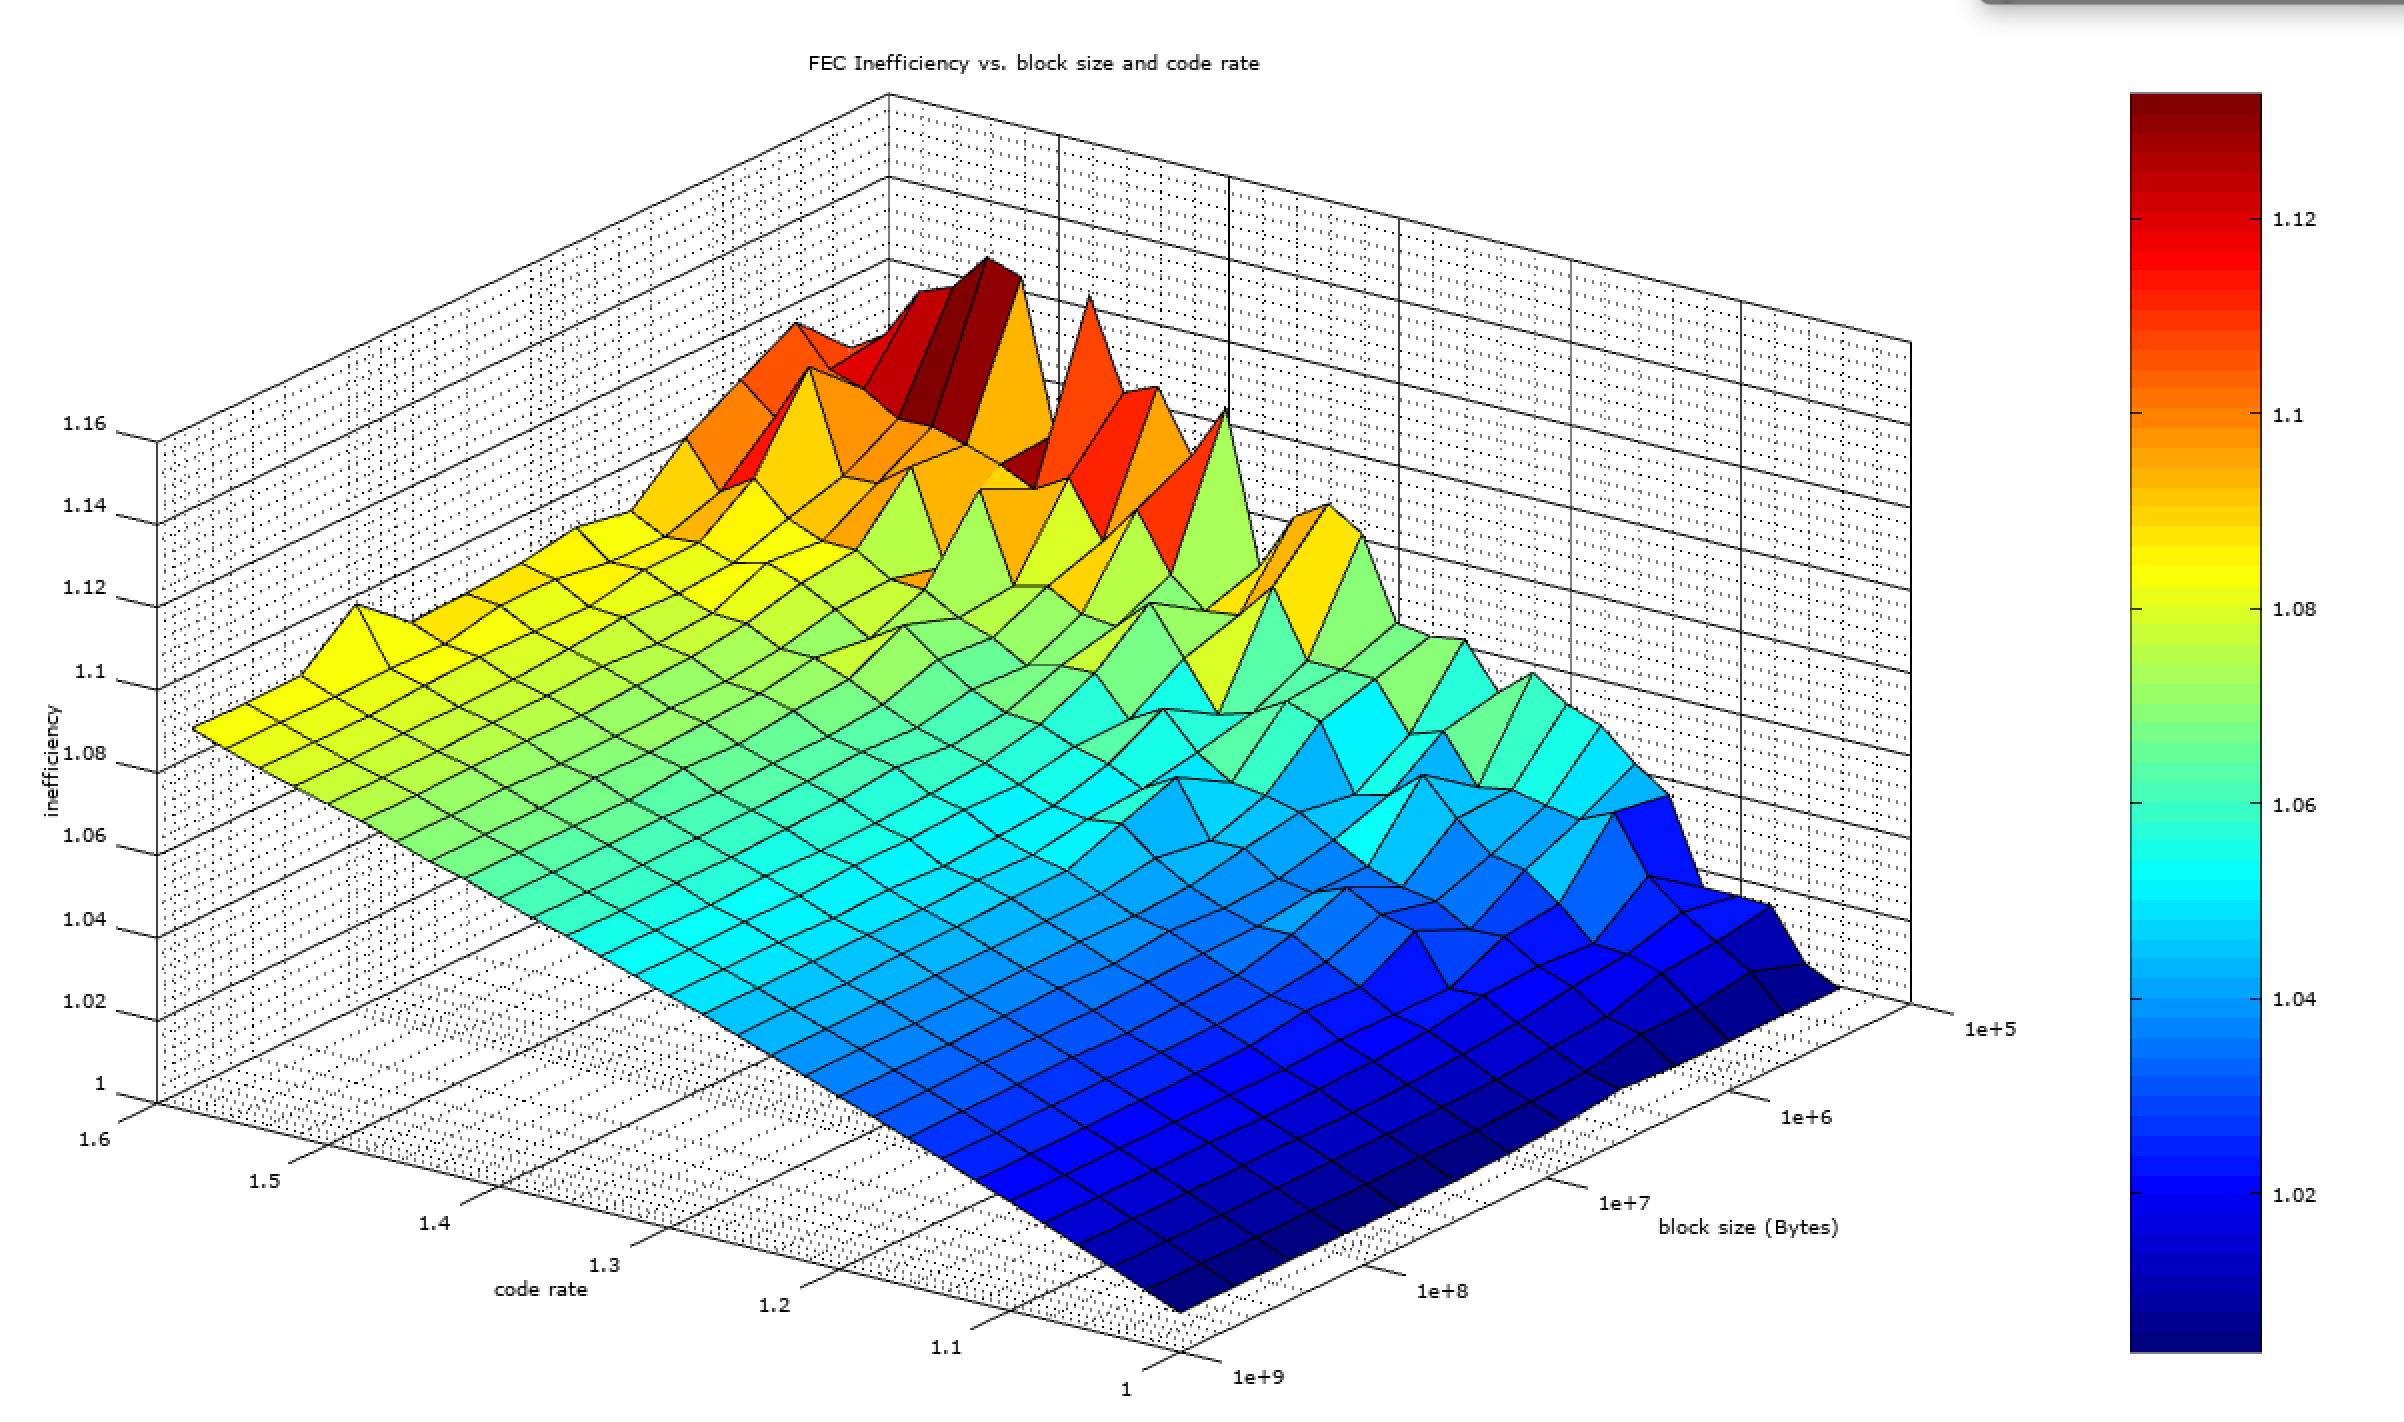 FEC Inefficiency vs. block size and code rate
1.16
1.14
1.12
1.1
1.08
1.06
1.04
1.02
1
inefficiency
1.6
1.5
1.4
1.3
1.2
1.1
1
code rate
1e+5
1e+6
1e+7
1e+8
1e+9
block size (Bytes)
1.12
1.1
1.08
1.06
1.04
1.02